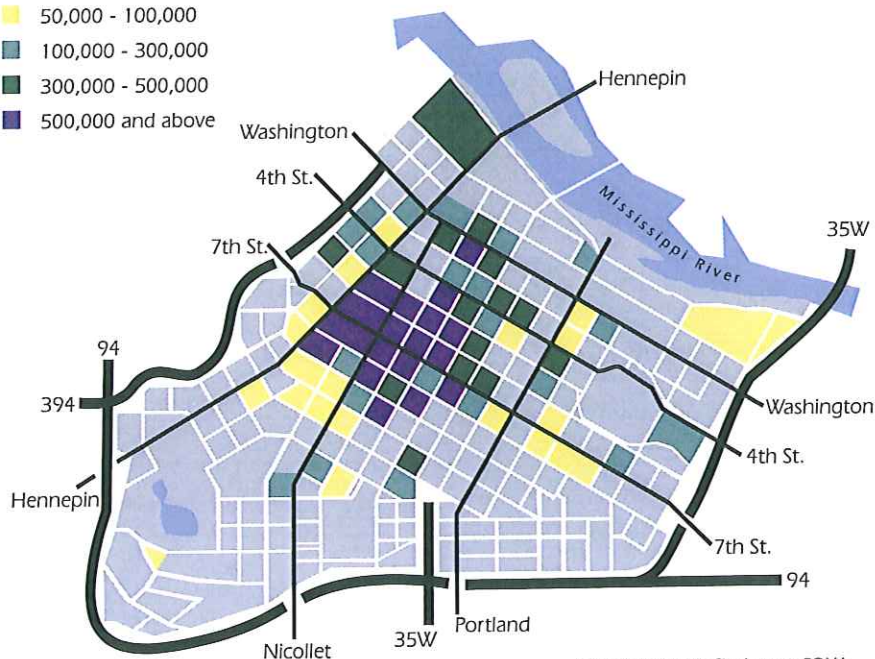 50,000 - 100,000
100,000 - 300,000
300,000 - 500,000
500,000 and above
Hennepin
Washington
4th St.
7th St.
Mississippi River
35W
94
394
Washington
4th St.
Hennepin
7th St.
94
Portland
35W
Nicollet